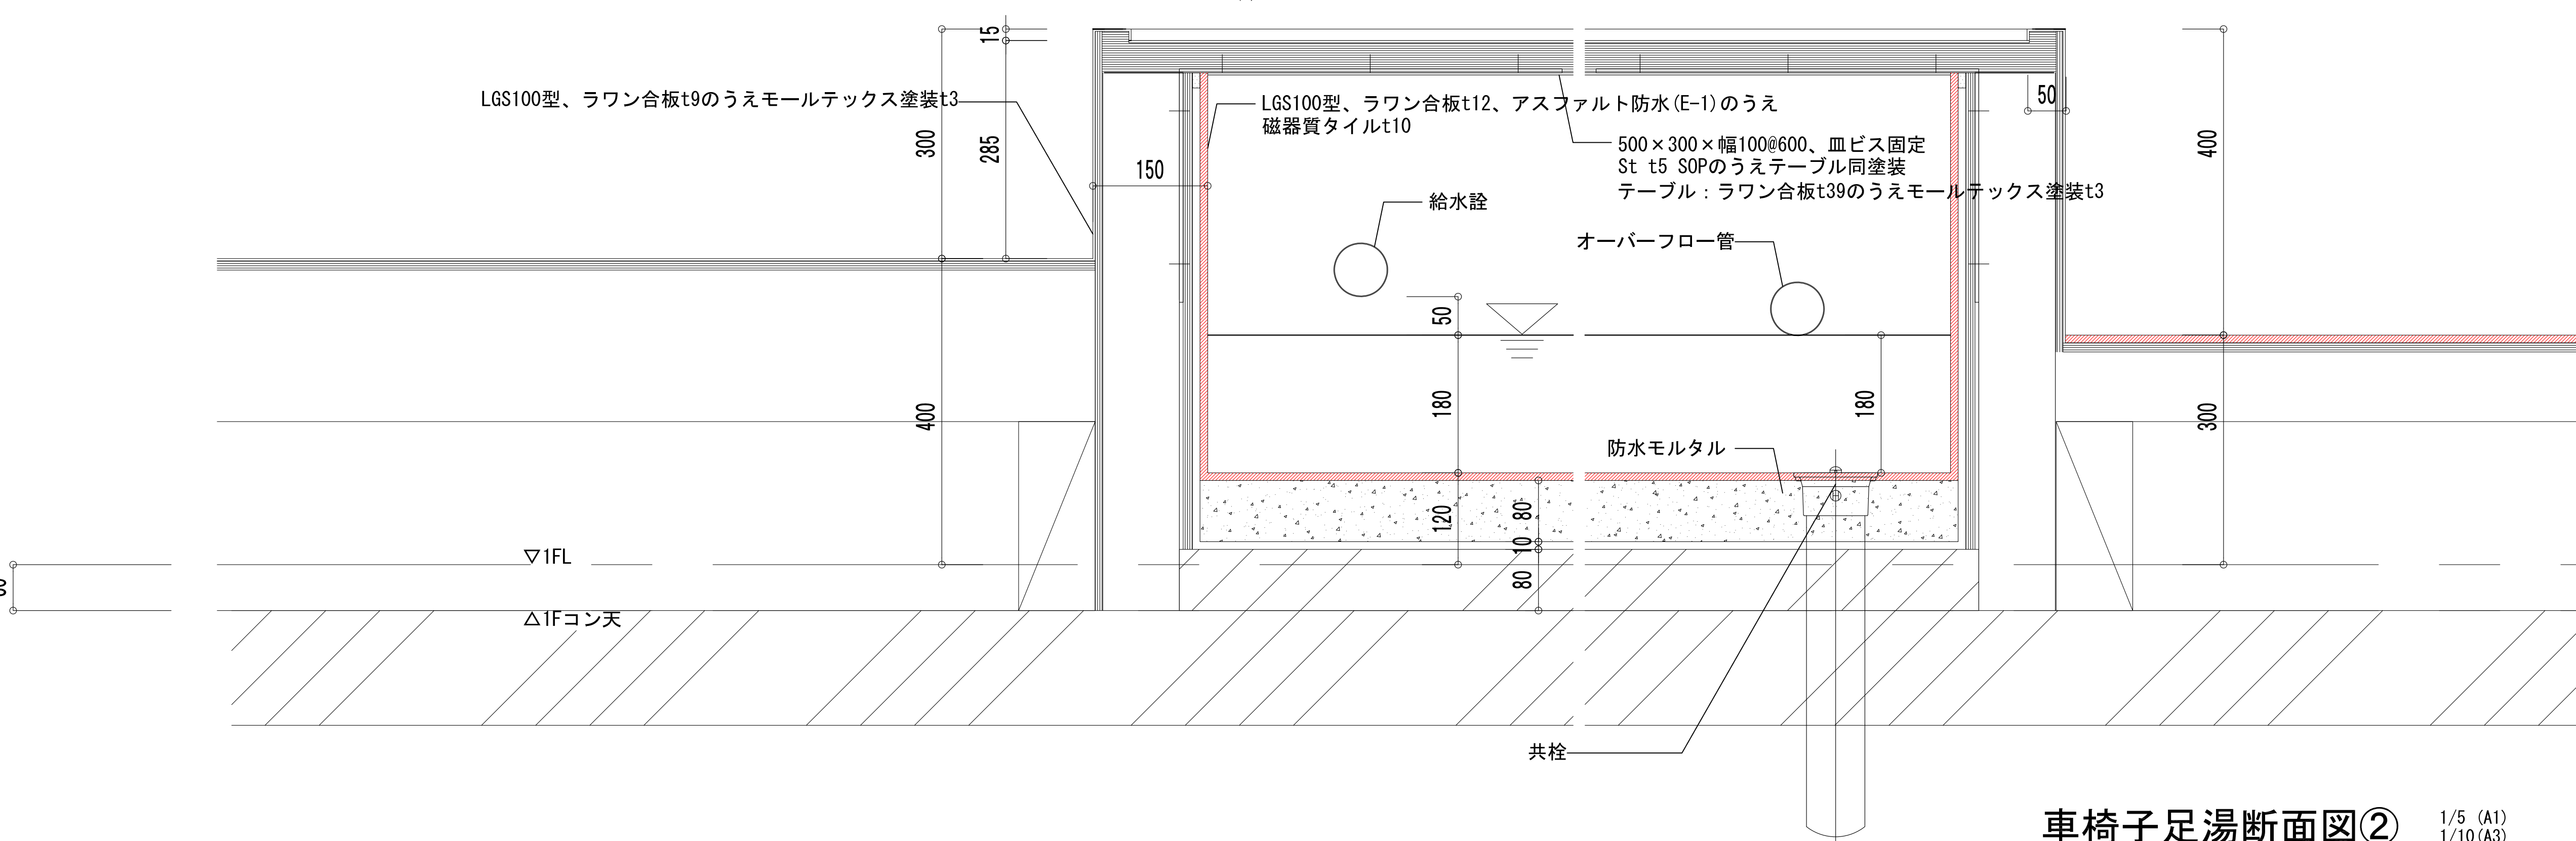 15
300
285
LGS100型、ラワン合板t9のうえモールテックス塗装t3
LGS100型、ラワン合板t12、アスファルト防水(E-1)のうえ
磁器質タイルt10
500×300×幅100@600、皿ビス固定
St t5 SOPのうえテーブル同塗装
テーブル：ラワン合板t39のうえモールテックス塗装t3
50
400
150
給水詮
オーバーフロー管
50
400
180
180
300
防水モルタル
120
80
10
80
▽1FL
△1Fコン天
共栓
車椅子足湯断面図②
1/5 (A1)
1/10(A3)